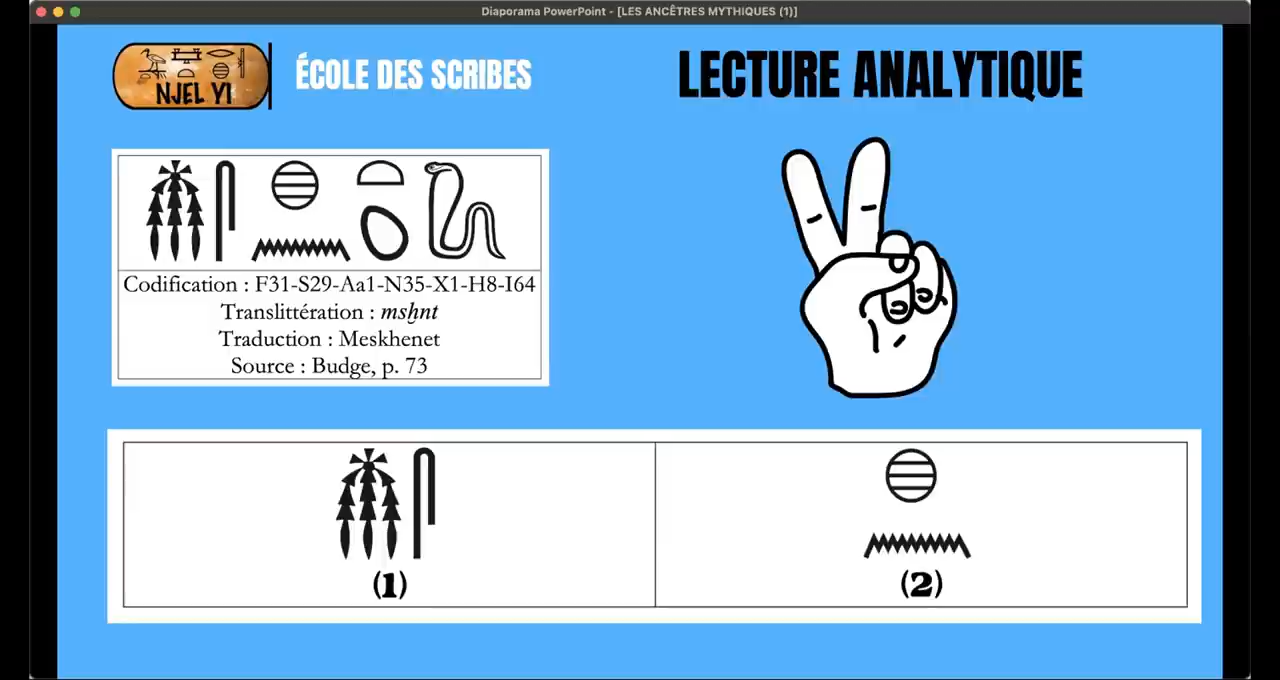 Diaporama PowerPoint - [LES ANCÊTRES MYTHIQUES (1)]
NJEL YI
ÉCOLE DES SCRIBES
LECTURE ANALYTIQUE
Codification : F31-S29-Aa1-N35-X1-H8-I64
Translittération : msḫnt
Traduction : Meskhenet
Source : Budge, p. 73
(1)
(2)